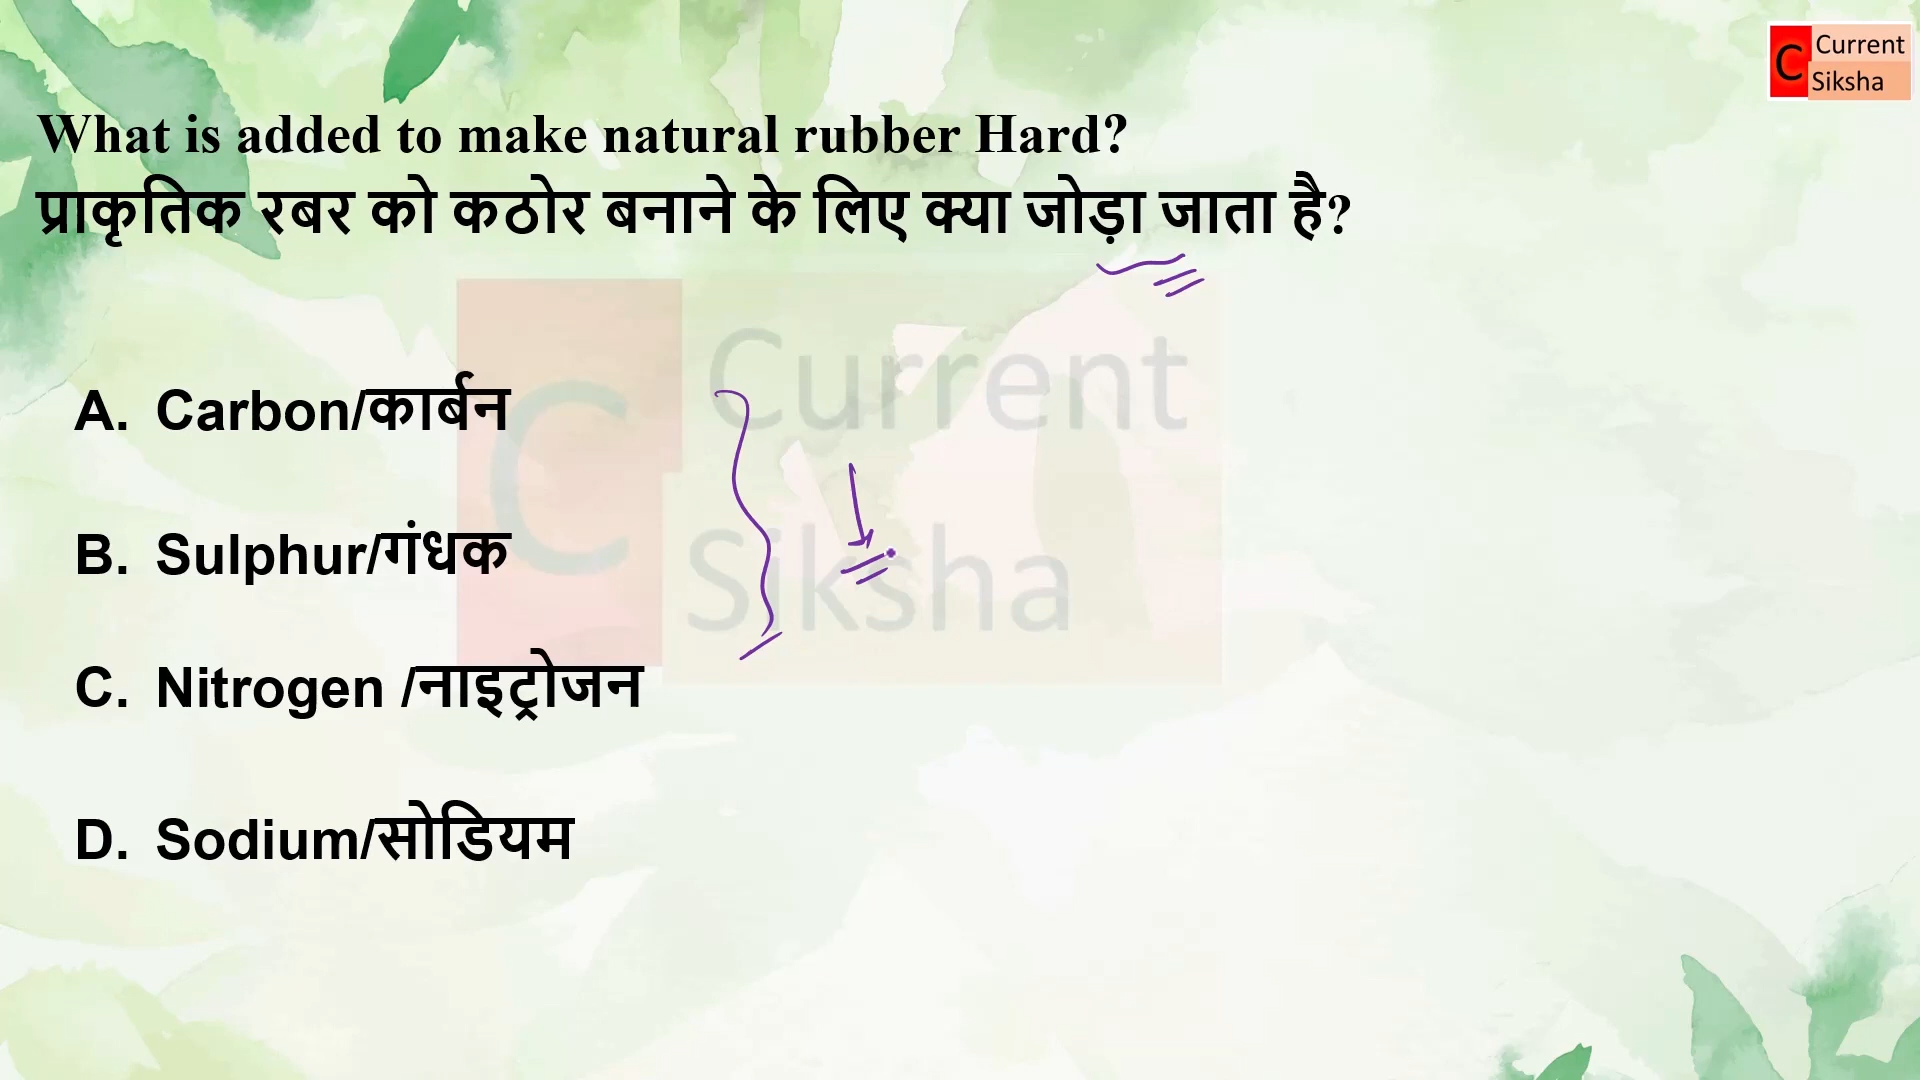 C Current
Siksha
What is added to make natural rubber Hard?
प्राकृतिक रबर को कठोर बनाने के लिए क्या जोड़ा जाता है?
C Current
Siksha
A. Carbon/कार्बन
B. Sulphur/गंधक
C. Nitrogen /नाइट्रोजन
D. Sodium/सोडियम